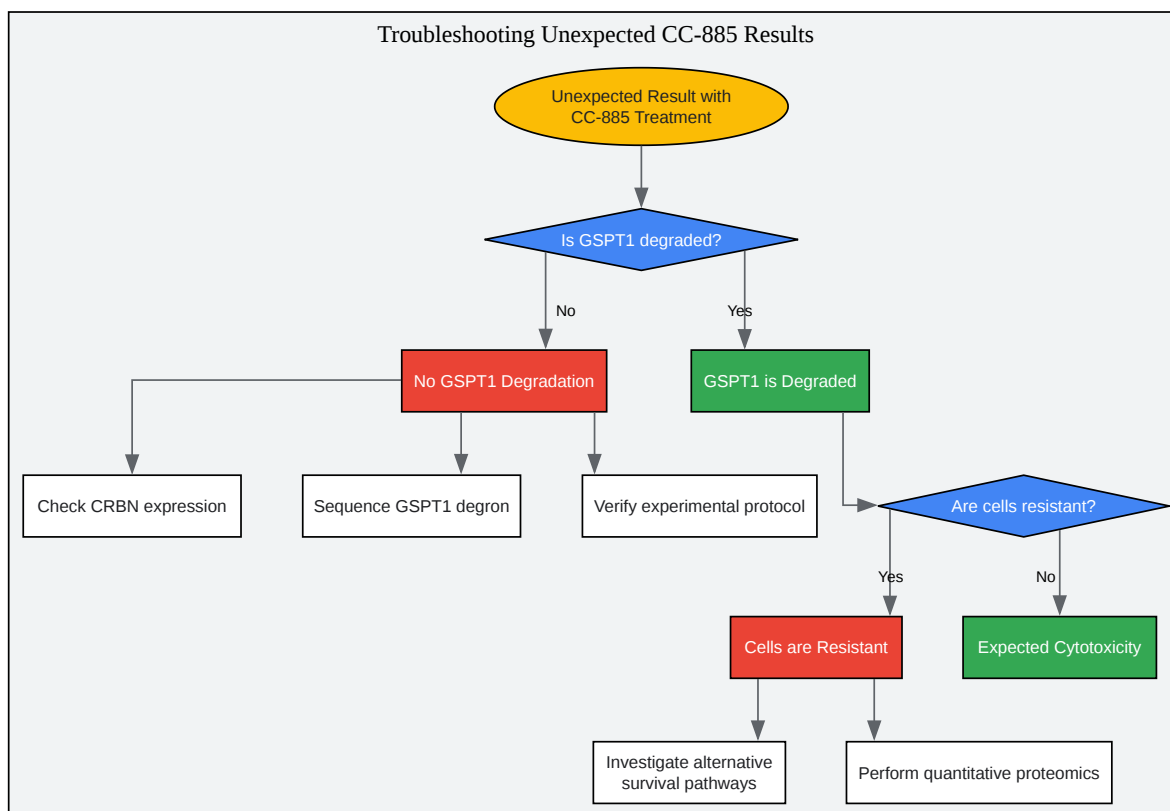 Troubleshooting Unexpected CC-885 Results
Unexpected Result with
CC-885 Treatment
Is GSPT1 degraded?
No
Yes
No GSPT1 Degradation
GSPT1 is Degraded
Check CRBN expression
Sequence GSPT1 degron
Verify experimental protocol
Are cells resistant?
Yes
No
Cells are Resistant
Expected Cytotoxicity
Investigate alternative
survival pathways
Perform quantitative proteomics